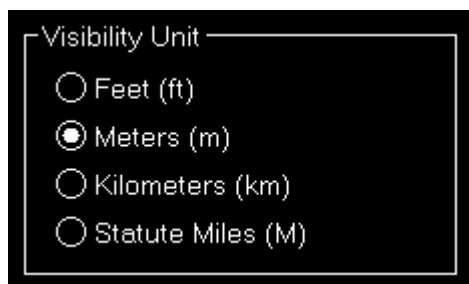 Visibility Unit
Feet (ft)
Meters (m)
Kilometers (km)
Statute Miles (M)